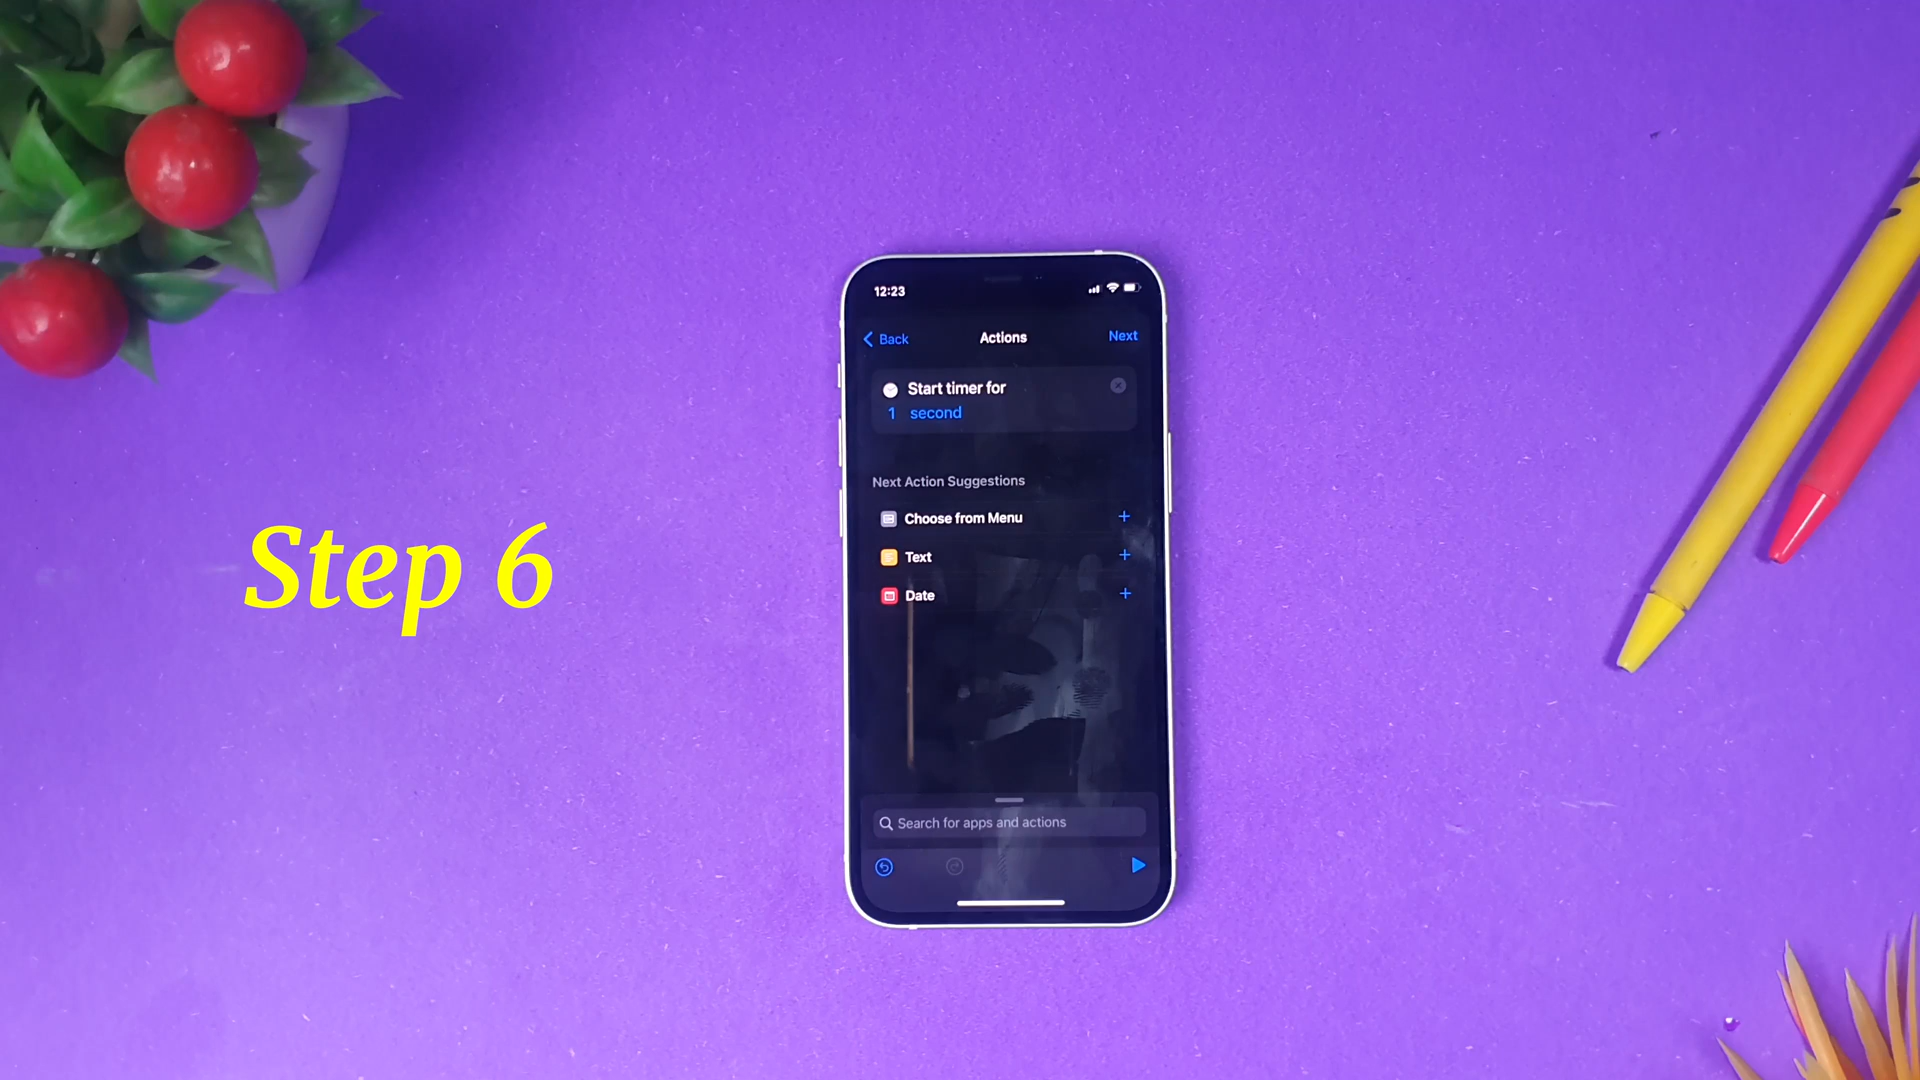 Step 6
12:23
Back
Actions
Next
Start timer for
1 second
Next Action Suggestions
Choose from Menu
Text
Date
Search for apps and actions